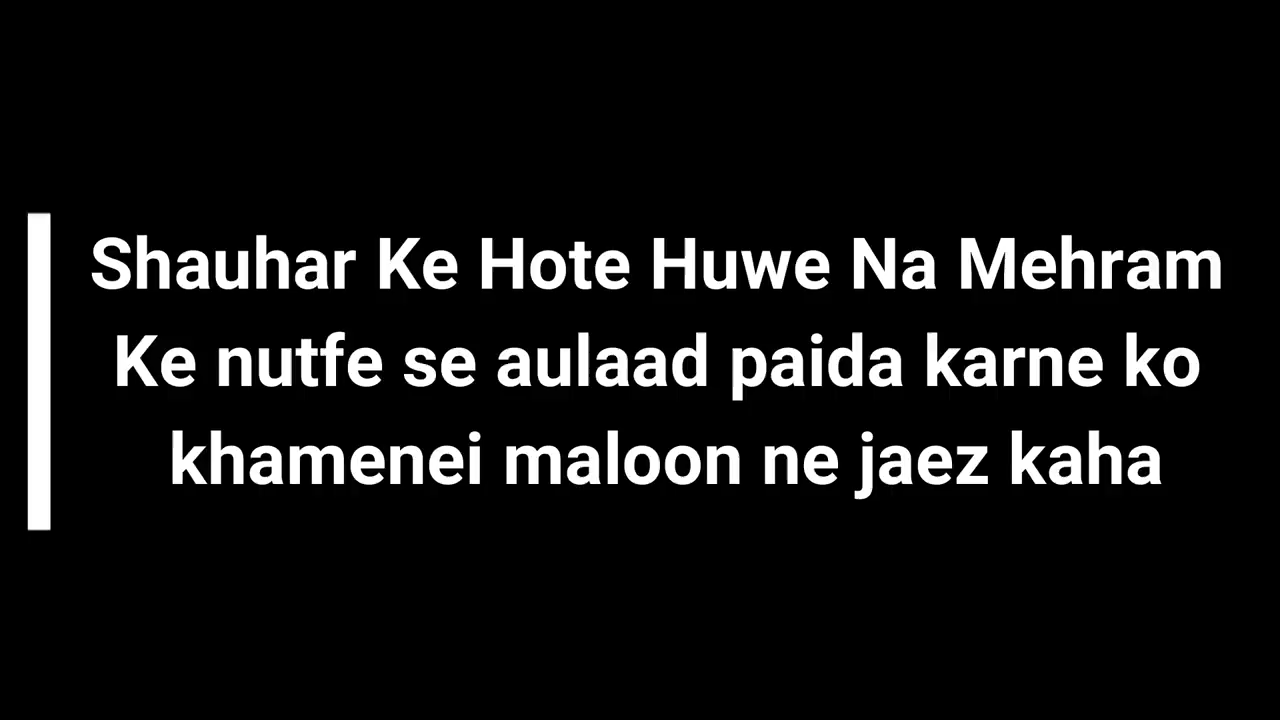 Shauhar Ke Hote Huwe Na Mehram
Ke nutfe se aulaad paida karne ko
khamenei maloon ne jaez kaha